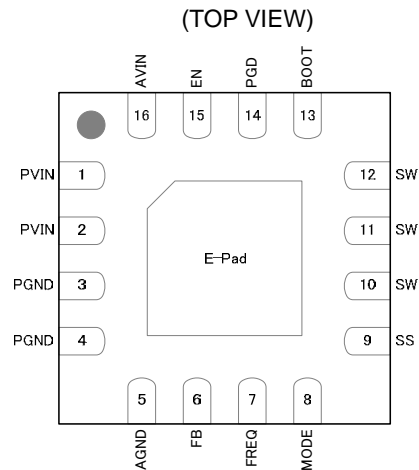 (TOP VIEW)
AVIN EN PGD BOOT
16 15 14 13
PVIN 1 12 SW
PVIN 2 11 SW
E-Pad
PGND 3 10 SW
PGND 4 9 SS
5 6 7 8
AGND FB FREQ MODE